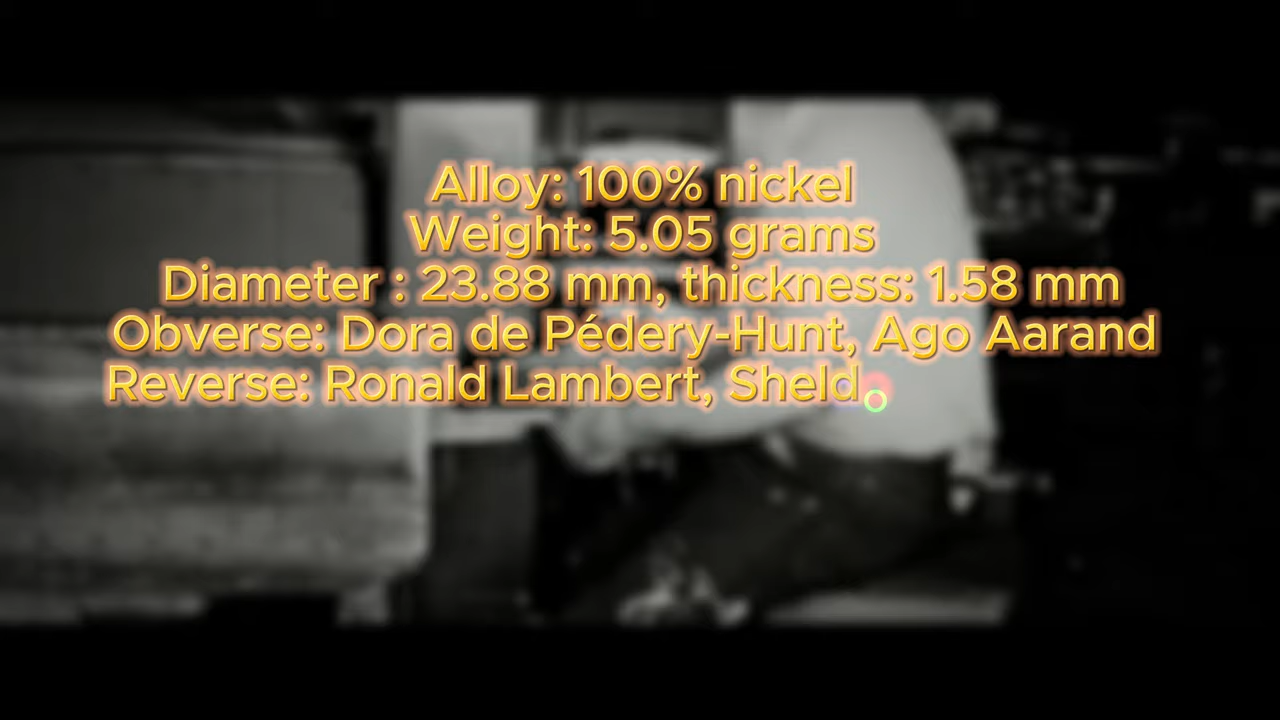 Alloy: 100% nickel
Weight: 5.05 grams
Diameter : 23.88 mm, thickness: 1.58 mm
Obverse: Dora de Pédery-Hunt, Ago Aarand
Reverse: Ronald Lambert, Sheld